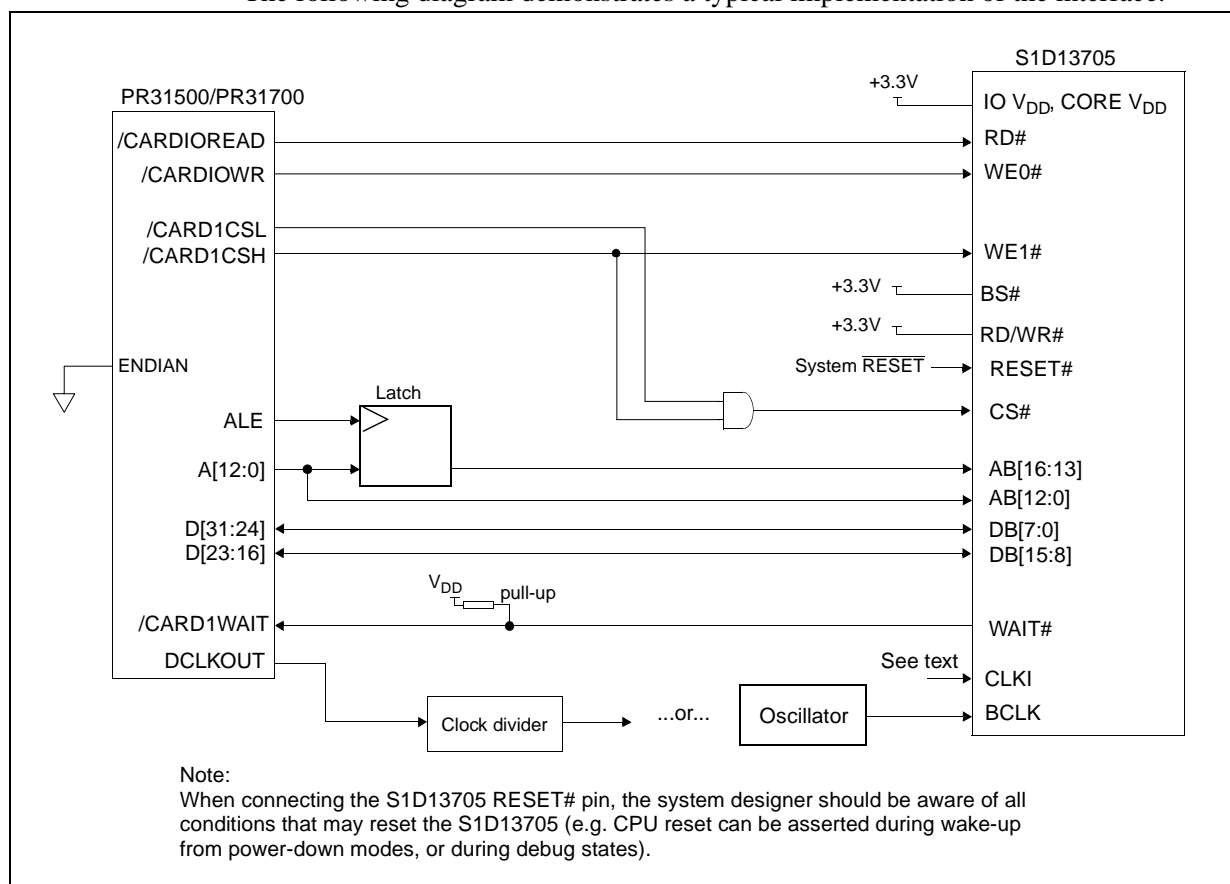 The following diagram demonstrates a typical implementation of the interface.
S1D13705
+3.3V
IO VDD, CORE VDD
PR31500/PR31700
/CARDIOREAD
RD#
/CARDIOWR
WE0#
/CARD1CSL
/CARD1CSH
WE1#
+3.3V
BS#
+3.3V
RD/WR#
ENDIAN
System RESET
RESET#
Latch
CS#
ALE
A[12:0]
AB[16:13]
AB[12:0]
D[31:24]
DB[7:0]
D[23:16]
DB[15:8]
VDD
pull-up
/CARD1WAIT
WAIT#
DCLKOUT
See text
CLKI
Clock divider
...or...
Oscillator
BCLK
Note:
When connecting the S1D13705 RESET# pin, the system designer should be aware of all
conditions that may reset the S1D13705 (e.g. CPU reset can be asserted during wake-up
from power-down modes, or during debug states).